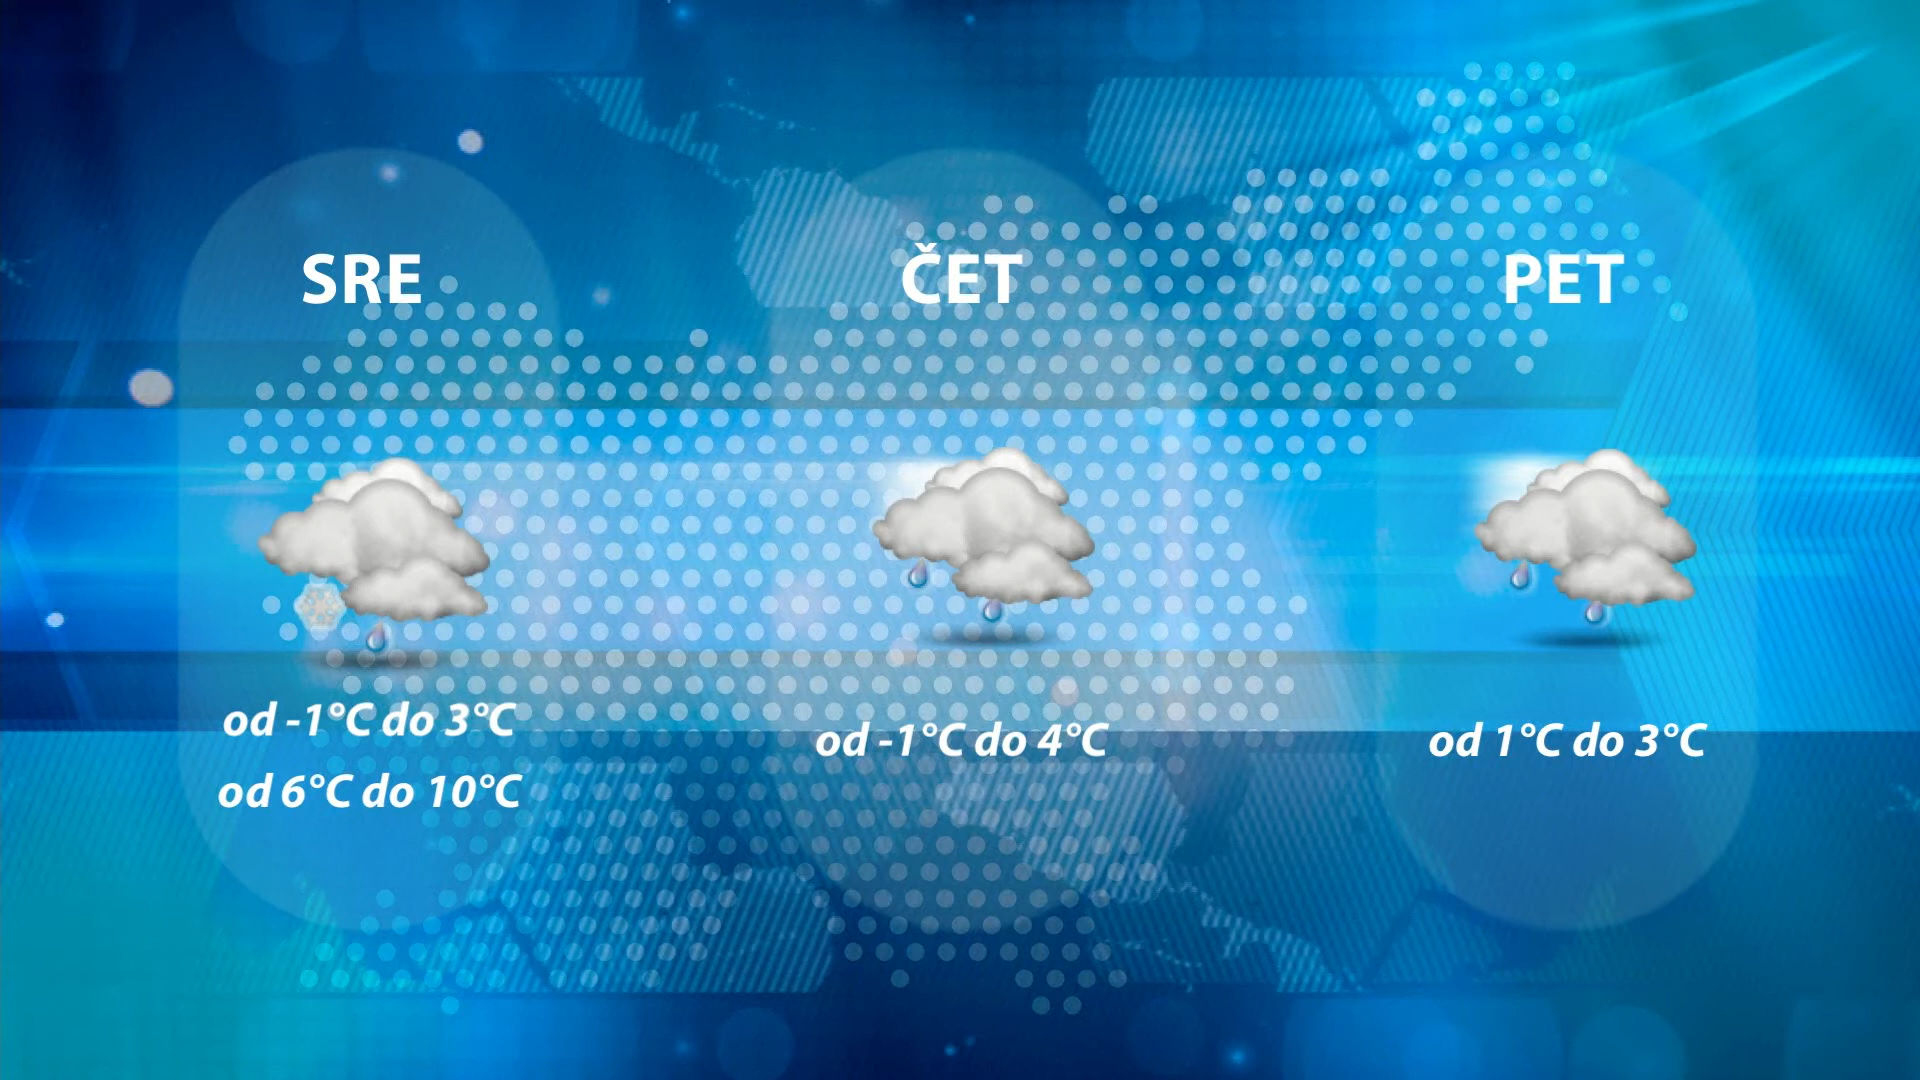 SRE
od -1°C do 3°C
od 6°C do 10°C
ČET
od -1°C do 4°C
PET
od 1°C do 3°C